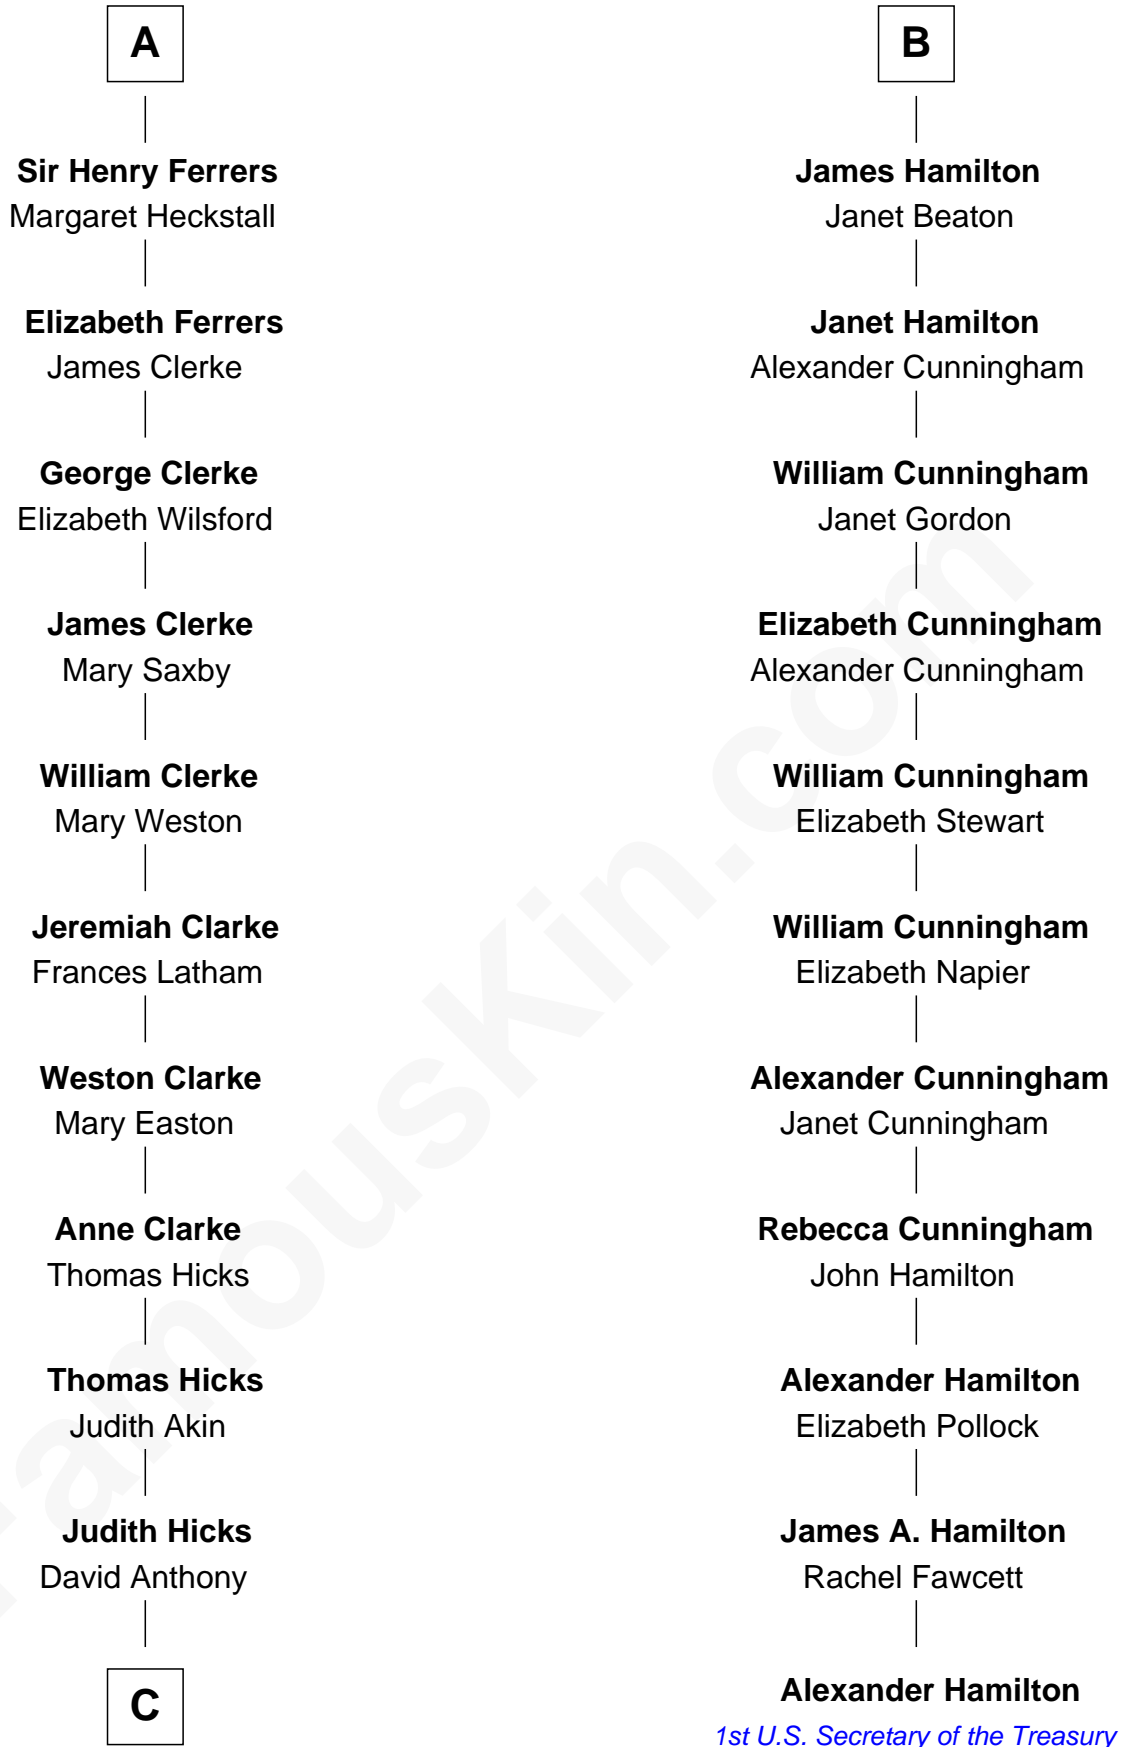 A
Sir Henry Ferrers
Margaret Heckstall
Elizabeth Ferrers
James Clerke
George Clerke
Elizabeth Wilsford
James Clerke
Mary Saxby
William Clerke
Mary Weston
Jeremiah Clarke
Frances Latham
Weston Clarke
Mary Easton
Anne Clarke
Thomas Hicks
Thomas Hicks
Judith Akin
Judith Hicks
David Anthony
C
B
James Hamilton
Janet Beaton
Janet Hamilton
Alexander Cunningham
William Cunningham
Janet Gordon
Elizabeth Cunningham
Alexander Cunningham
William Cunningham
Elizabeth Stewart
William Cunningham
Elizabeth Napier
Alexander Cunningham
Janet Cunningham
Rebecca Cunningham
John Hamilton
Alexander Hamilton
Elizabeth Pollock
James A. Hamilton
Rachel Fawcett
Alexander Hamilton
1st U.S. Secretary of the Treasury
FamousKin.com